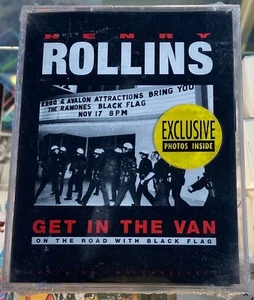 HENRY
ROLLINS
& AVALON ATTRACTIONS BRING YOU
THE RAMONES BLACK FLAG
NOV 17 8PM
EXCLUSIVE
PHOTOS INSIDE
GET IN THE VAN
ON THE ROAD WITH BLACK FLAG